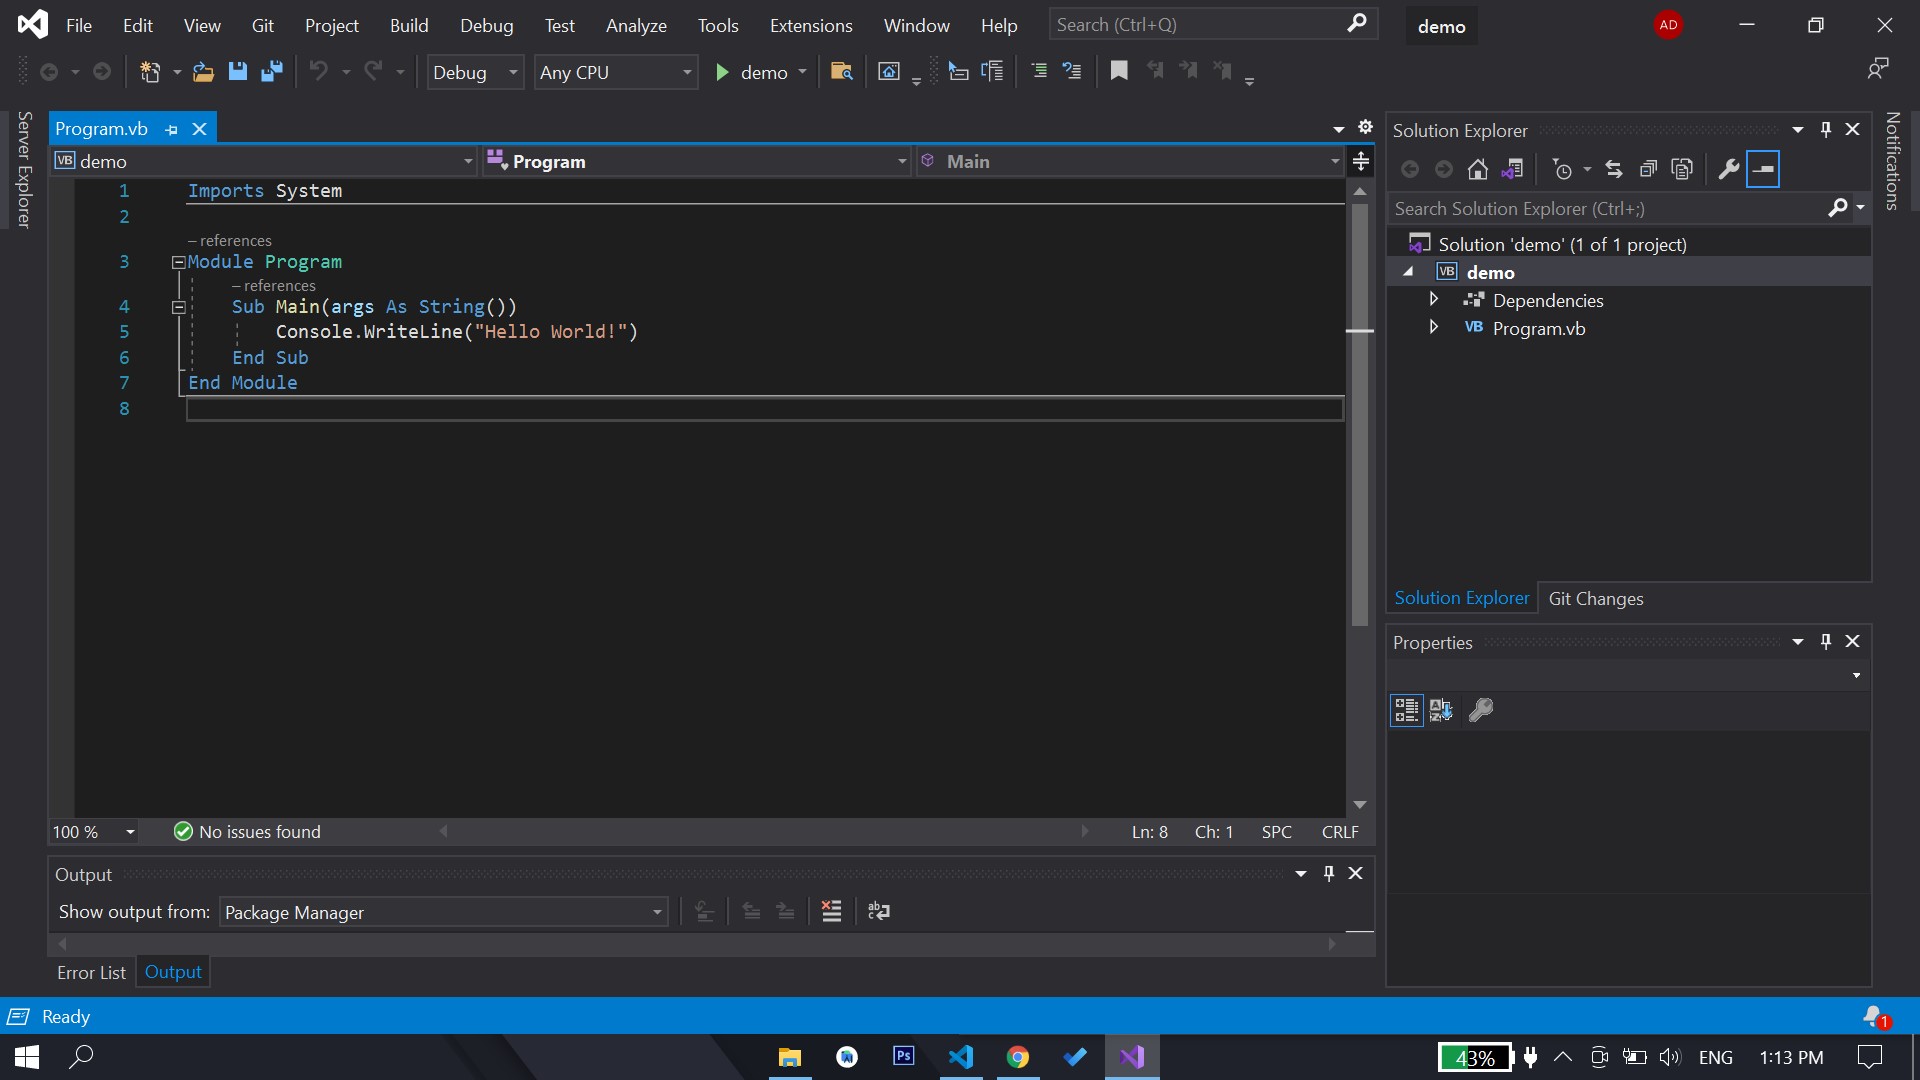 File Edit View Git Project Build Debug Test Analyze Tools Extensions Window Help Search (Ctrl+Q) demo AD
Debug Any CPU demo
Server Explorer
Program.vb
VB demo Program Main
1 Imports System
2
– references
3 Module Program
– references
4 Sub Main(args As String())
5 Console.WriteLine("Hello World!")
6 End Sub
7 End Module
8
100 % No issues found Ln: 8 Ch: 1 SPC CRLF
Output
Show output from: Package Manager
Error List Output
Solution Explorer
Search Solution Explorer (Ctrl+;)
Solution 'demo' (1 of 1 project)
VB demo
Dependencies
VB Program.vb
Solution Explorer Git Changes
Properties
Notifications
Ready 1
Ps 43% ENG 1:13 PM